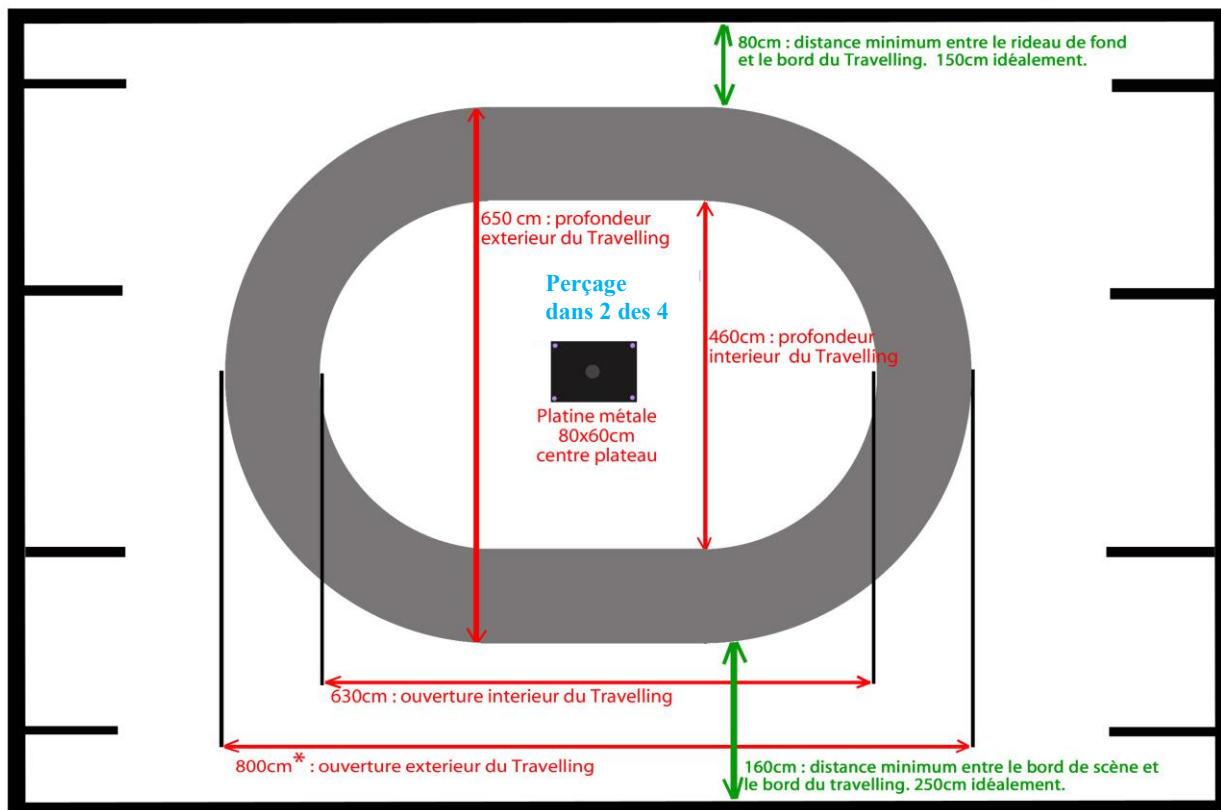 80cm : distance minimum entre le rideau de fond
et le bord du Travelling. 150cm idéalement.
650 cm : profondeur
exterieur du Travelling
Perçage
dans 2 des 4
460cm : profondeur
interieur du Travelling
Platine métale
80x60cm
centre plateau
630cm : ouverture interieur du Travelling
800cm* : ouverture exterieur du Travelling
160cm : distance minimum entre le bord de scène et
le bord du travelling. 250cm idéalement.